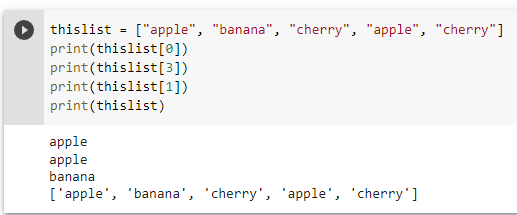 thislist = ["apple", "banana", "cherry", "apple", "cherry"]
print(thislist[0])
print(thislist[3])
print(thislist[1])
print(thislist)
apple
apple
banana
['apple', 'banana', 'cherry', 'apple', 'cherry']